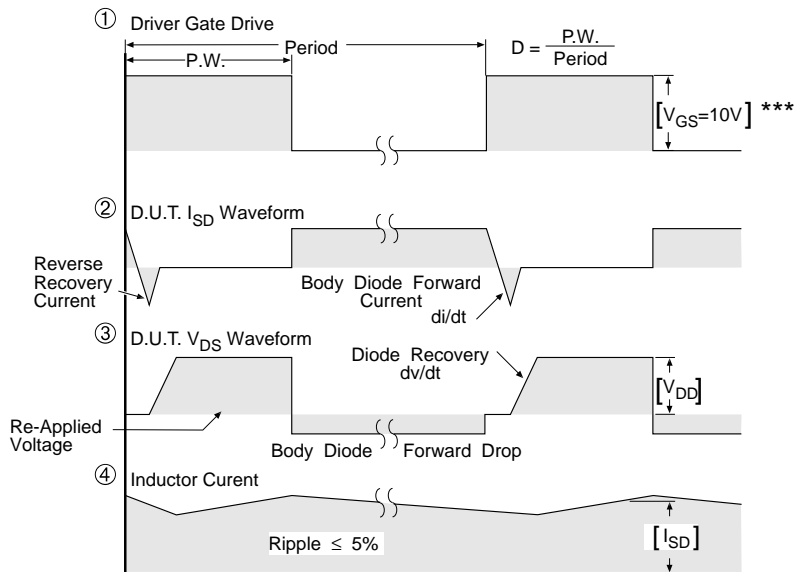 ① Driver Gate Drive
Period
P.W.
D = P.W. / Period
[VGS=10V] ***
② D.U.T. ISD Waveform
Reverse
Recovery
Current
Body Diode Forward
Current
di/dt
③ D.U.T. VDS Waveform
Diode Recovery
dv/dt
[VDD]
Re-Applied
Voltage
Body Diode
Forward Drop
④ Inductor Curent
Ripple ≤ 5%
[ISD]